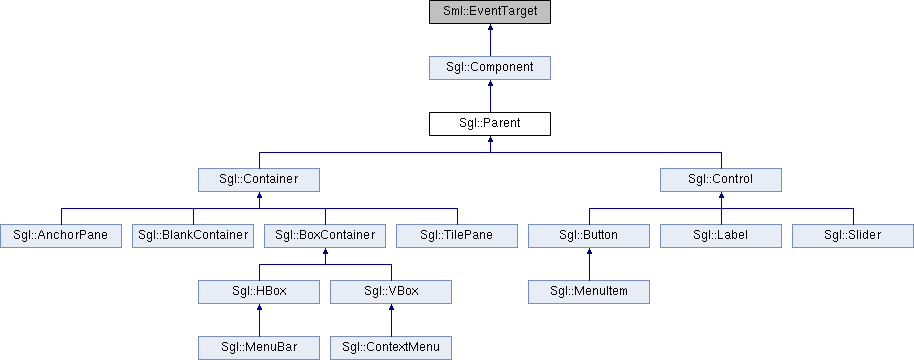 Sml::EventTarget
Sgl::Component
Sgl::Parent
Sgl::Container
Sgl::Control
Sgl::AnchorPane
Sgl::BlankContainer
Sgl::BoxContainer
Sgl::TilePane
Sgl::Button
Sgl::Label
Sgl::Slider
Sgl::HBox
Sgl::VBox
Sgl::MenuItem
Sgl::MenuBar
Sgl::ContextMenu